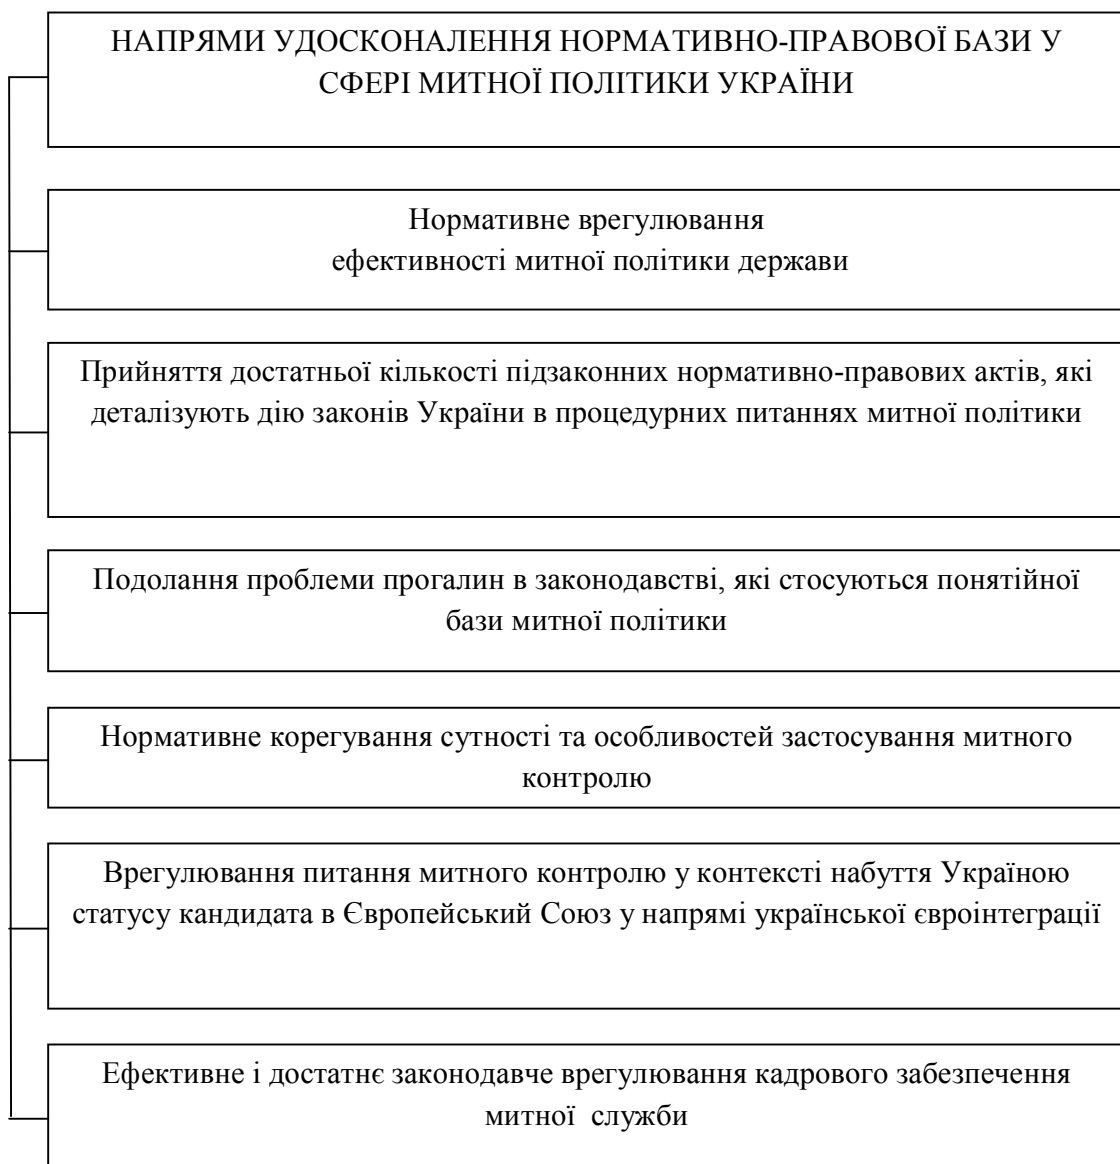 НАПРЯМИ УДОСКОНАЛЕННЯ НОРМАТИВНО-ПРАВОВОЇ БАЗИ У
СФЕРІ МИТНОЇ ПОЛІТИКИ УКРАЇНИ
Нормативне врегулювання
ефективності митної політики держави
Прийняття достатньої кількості підзаконних нормативно-правових актів, які
деталізують дію законів України в процедурних питаннях митної політики
Подолання проблеми прогалин в законодавстві, які стосуються понятійної
бази митної політики
Нормативне корегування сутності та особливостей застосування митного
контролю
Врегулювання питання митного контролю у контексті набуття Україною
статусу кандидата в Європейський Союз у напрямі української євроінтеграції
Ефективне і достатнє законодавче врегулювання кадрового забезпечення
митної служби